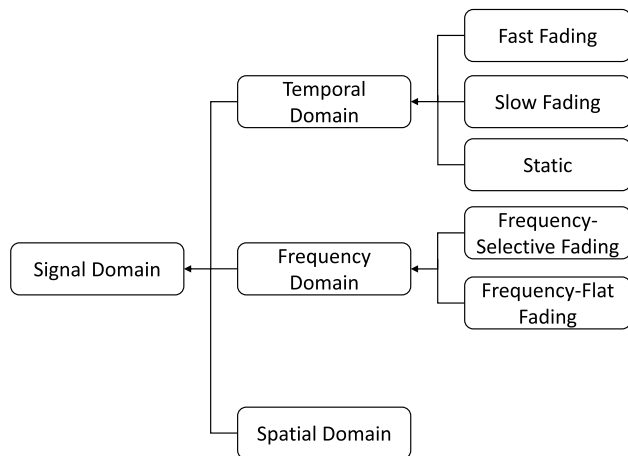 Fast Fading
Temporal
Domain
Slow Fading
Static
Frequency-
Selective Fading
Signal Domain
Frequency
Domain
Frequency-Flat
Fading
Spatial Domain